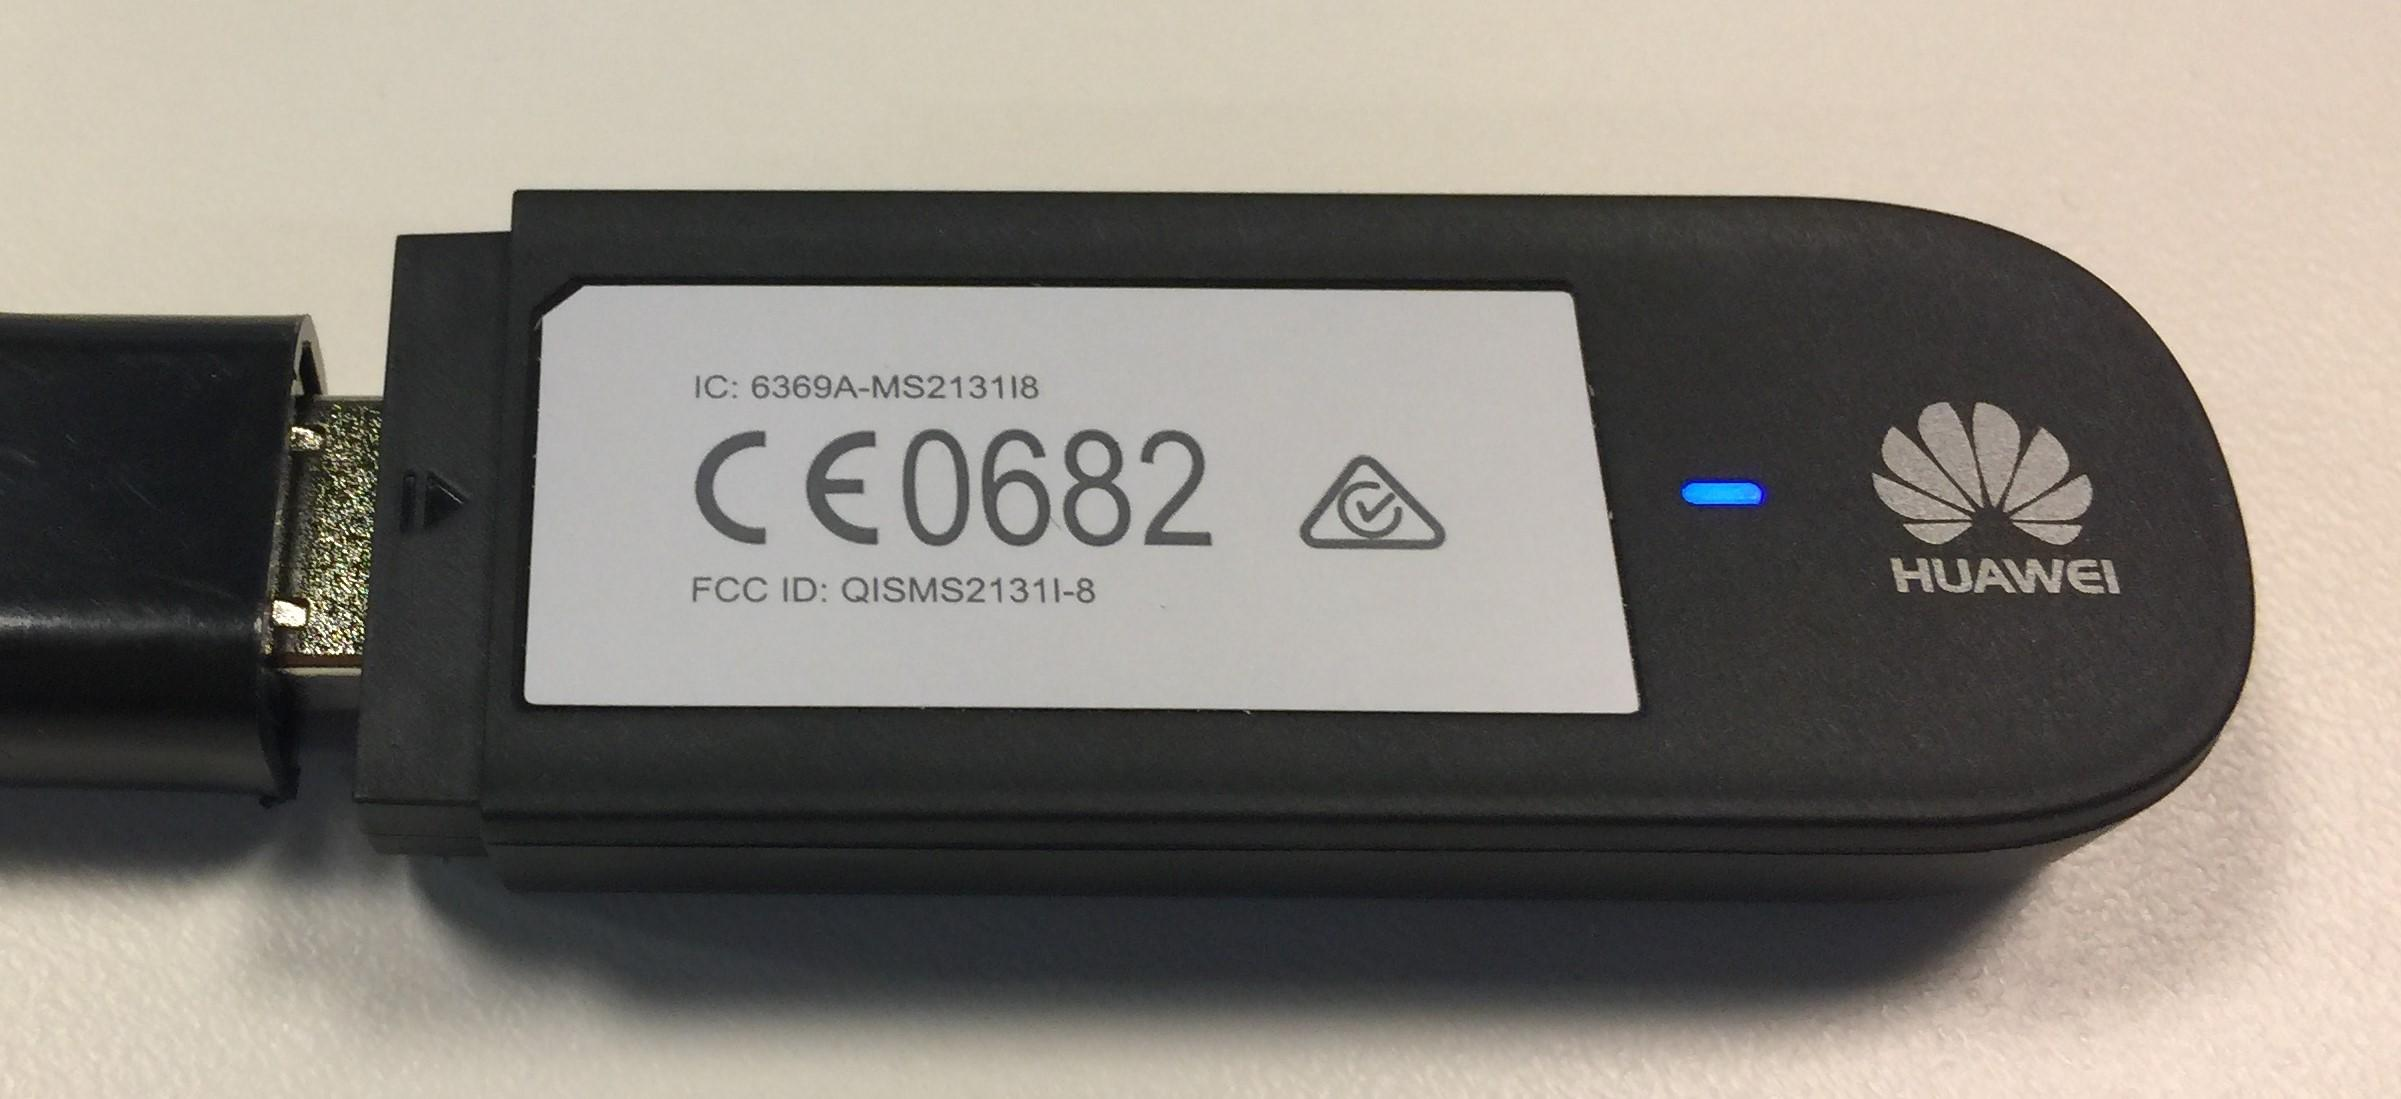 IC: 6369A-MS2131I8
CE0682
FCC ID: QISMS2131I-8
HUAWEI